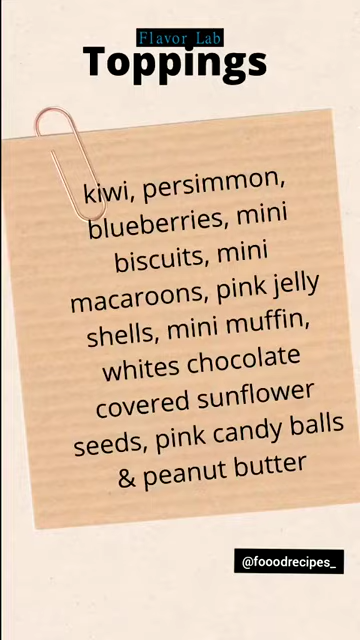 Flavor Lab
Toppings
kiwi, persimmon,
blueberries, mini
biscuits, mini
macaroons, pink jelly
shells, mini muffin,
whites chocolate
covered sunflower
seeds, pink candy balls
& peanut butter
@fooodrecipes_